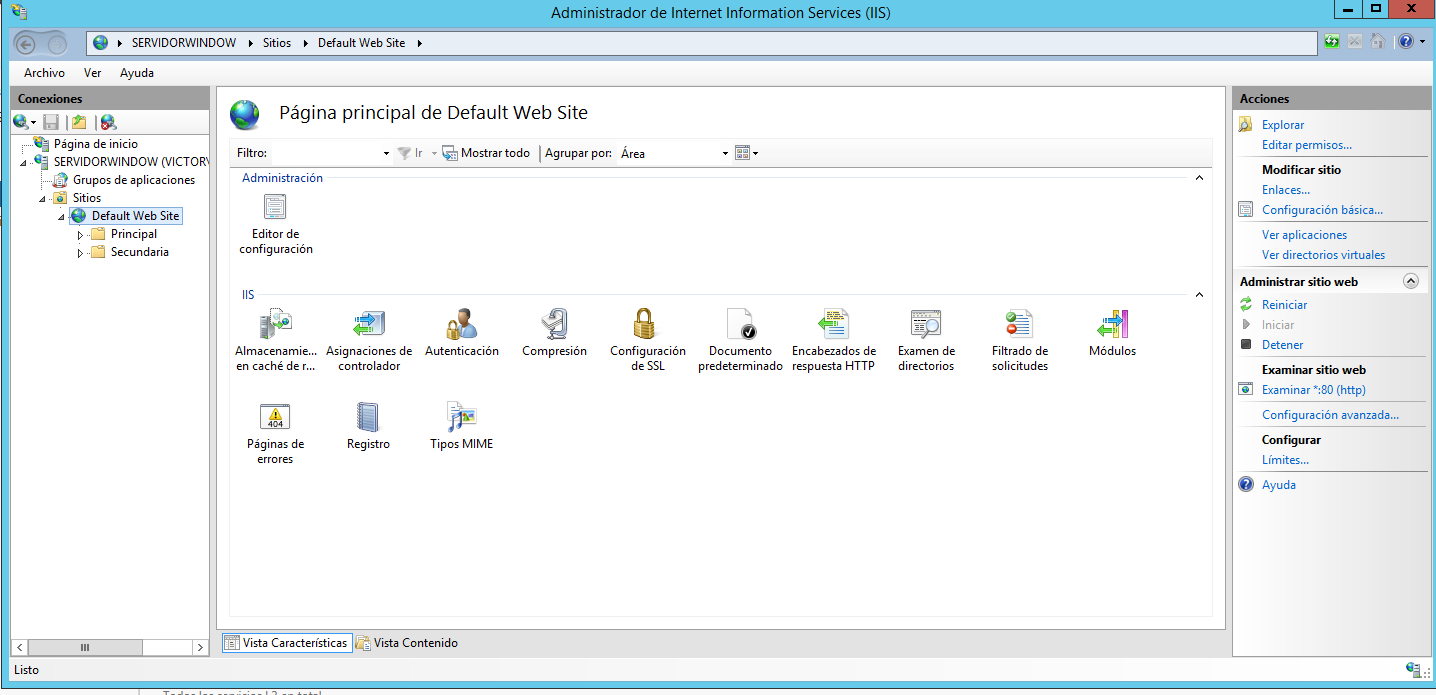 Administrador de Internet Information Services (IIS)
SERVIDORWINDOW Sitios Default Web Site
Archivo Ver Ayuda
Conexiones
Página de inicio
SERVIDORWINDOW (VICTOR
Grupos de aplicaciones
Sitios
Default Web Site
Principal
Secundaria
Página principal de Default Web Site
Filtro: Ir Mostrar todo Agrupar por: Área
Administración
Editor de
configuración
IIS
Almacenamie...
en caché de r...
Asignaciones de
controlador
Autenticación
Compresión
Configuración
de SSL
Documento
predeterminado
Encabezados de
respuesta HTTP
Examen de
directorios
Filtrado de
solicitudes
Módulos
404
Páginas de
errores
Registro
Tipos MIME
Vista Características Vista Contenido
Acciones
Explorar
Editar permisos...
Modificar sitio
Enlaces...
Configuración básica...
Ver aplicaciones
Ver directorios virtuales
Administrar sitio web
Reiniciar
Iniciar
Detener
Examinar sitio web
Examinar *:80 (http)
Configuración avanzada...
Configurar
Límites...
Ayuda
Listo